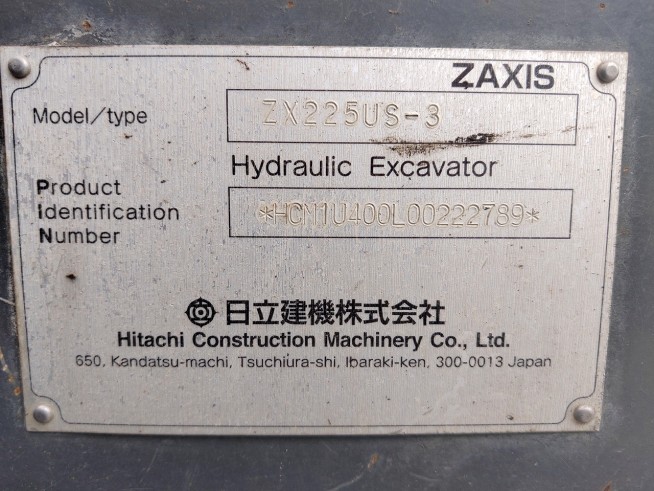 ZAXIS
Model/type
ZX225US-3
Hydraulic Excavator
Product
Identification
Number
*HCM1U400L00222789*
日立建機株式会社
Hitachi Construction Machinery Co., Ltd.
650, Kandatsu-machi, Tsuchiura-shi, Ibaraki-ken, 300-0013 Japan